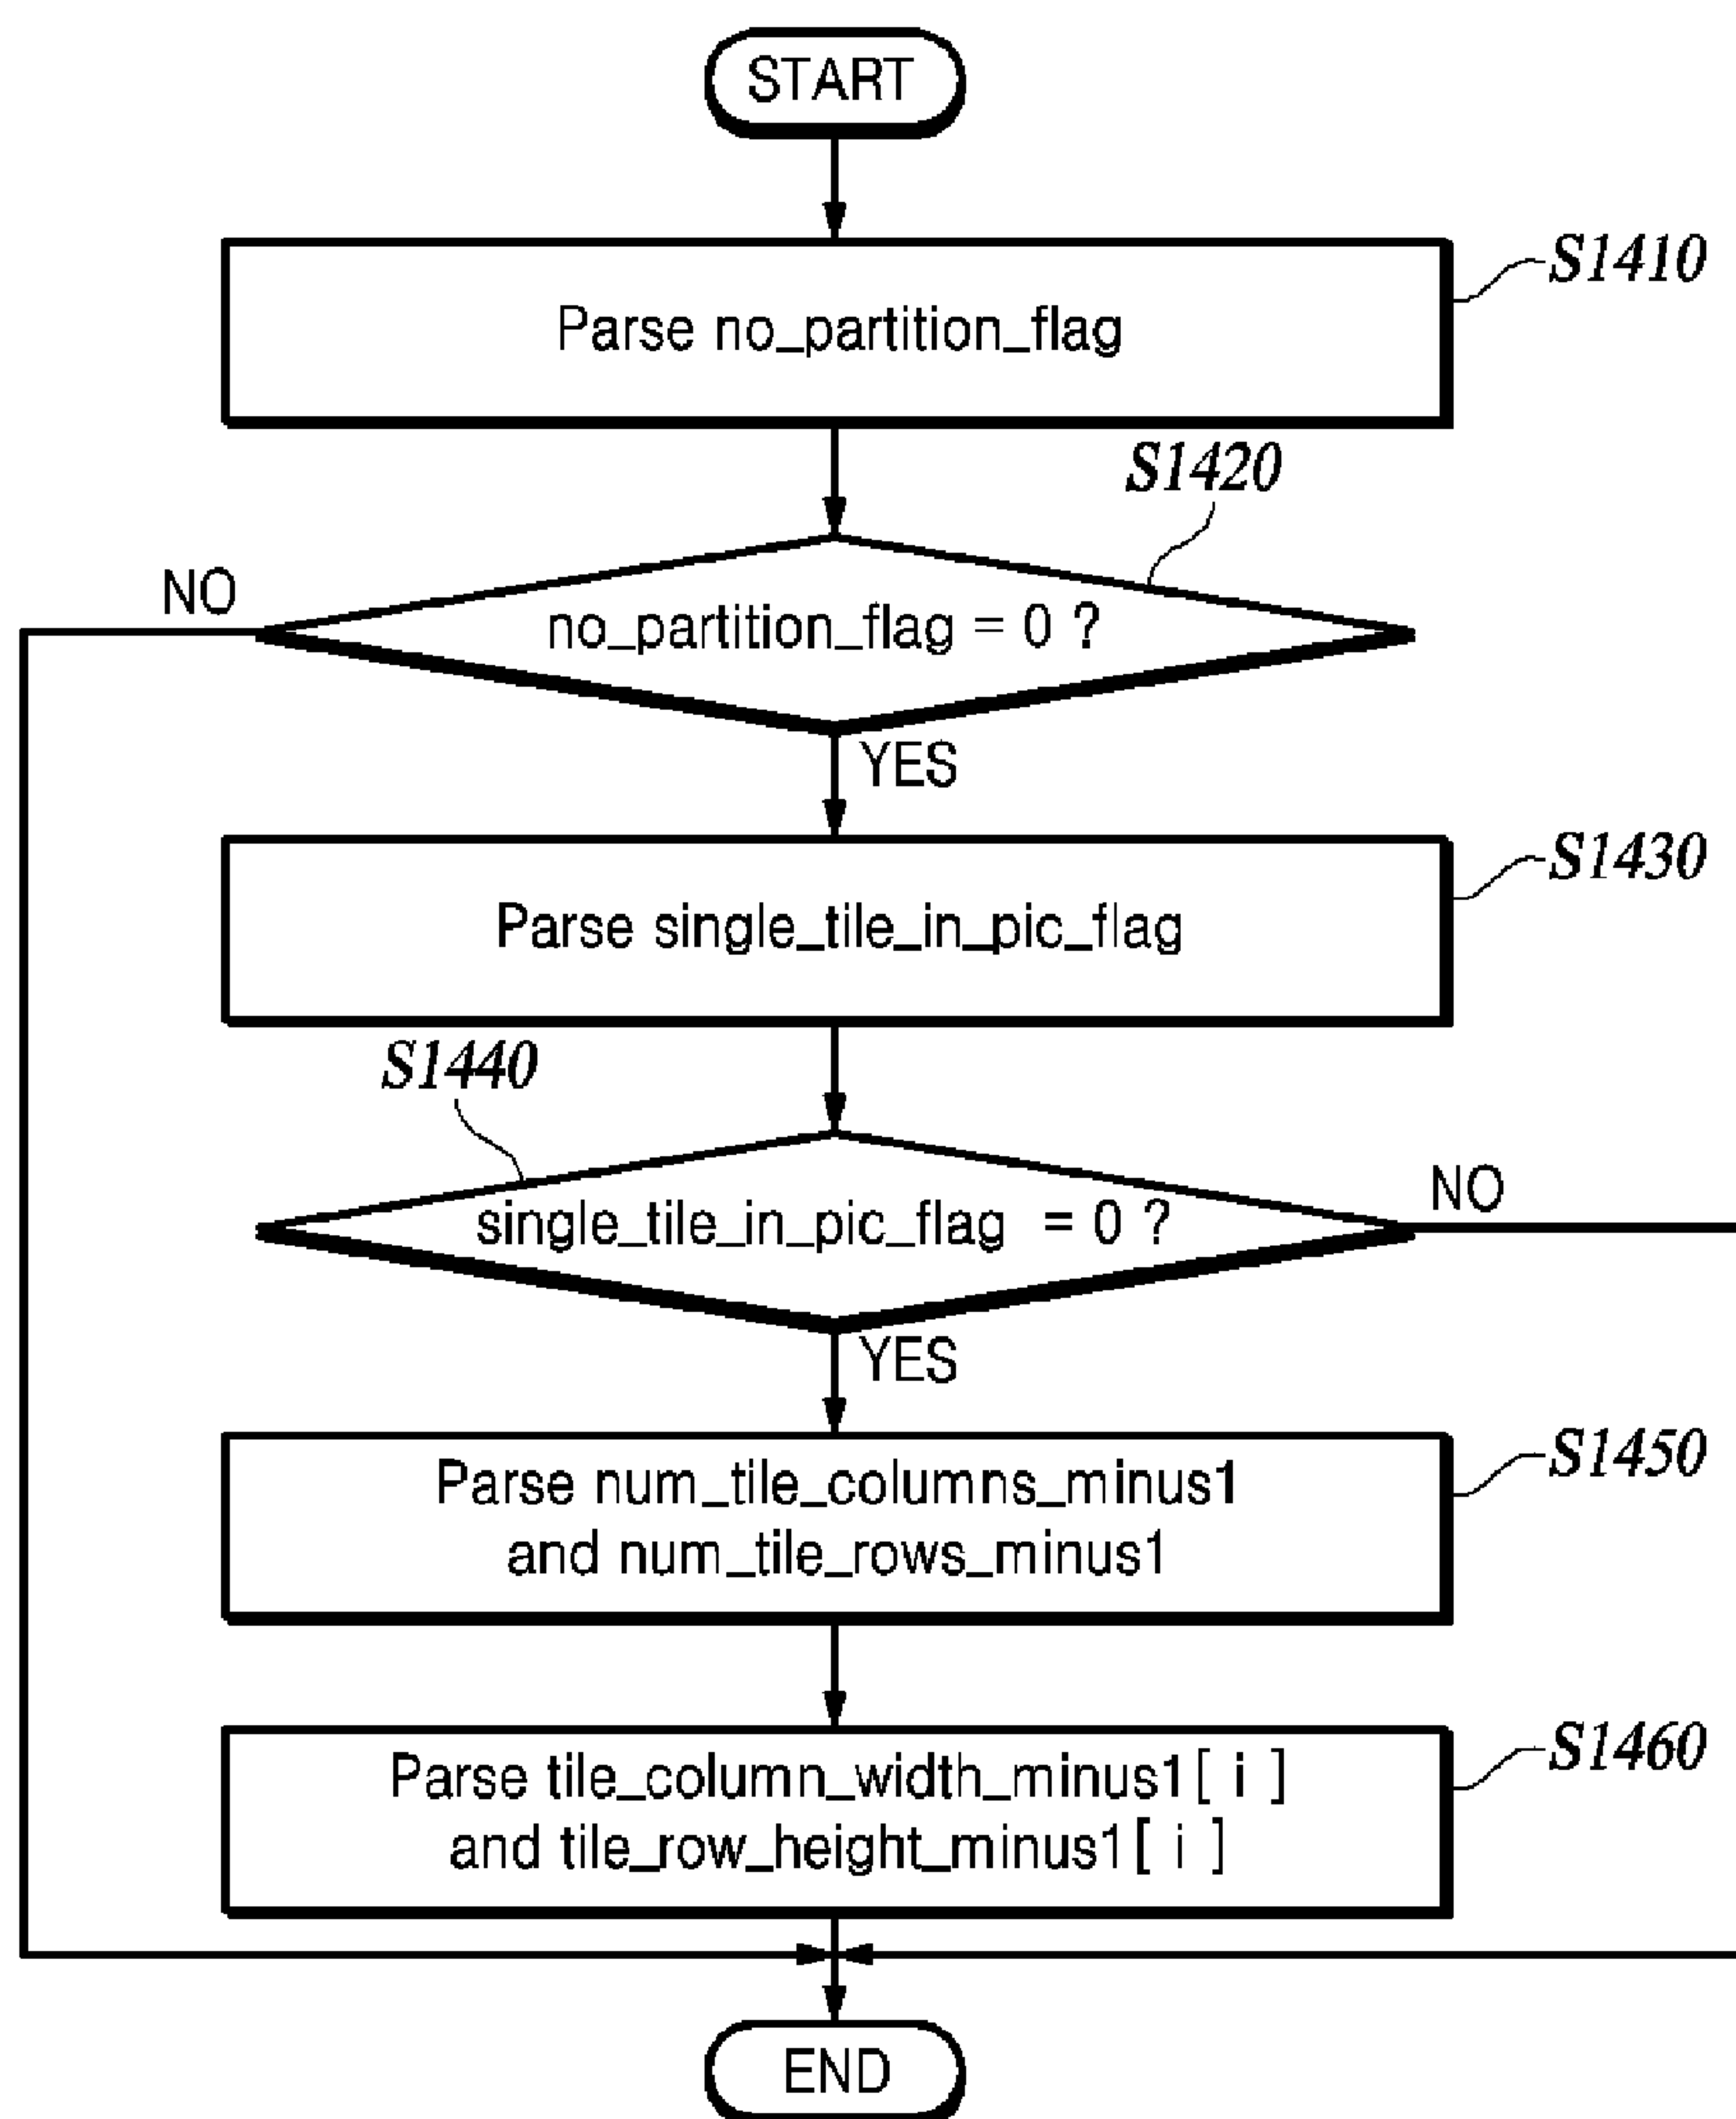 START
Parse no_partition_flag
S1410
S1420
no_partition_flag = 0 ?
NO
YES
Parse single_tile_in_pic_flag
S1430
S1440
single_tile_in_pic_flag = 0 ?
NO
YES
Parse num_tile_columns_minus1
and num_tile_rows_minus1
S1450
Parse tile_column_width_minus1[ i ]
and tile_row_height_minus1[ i ]
S1460
END